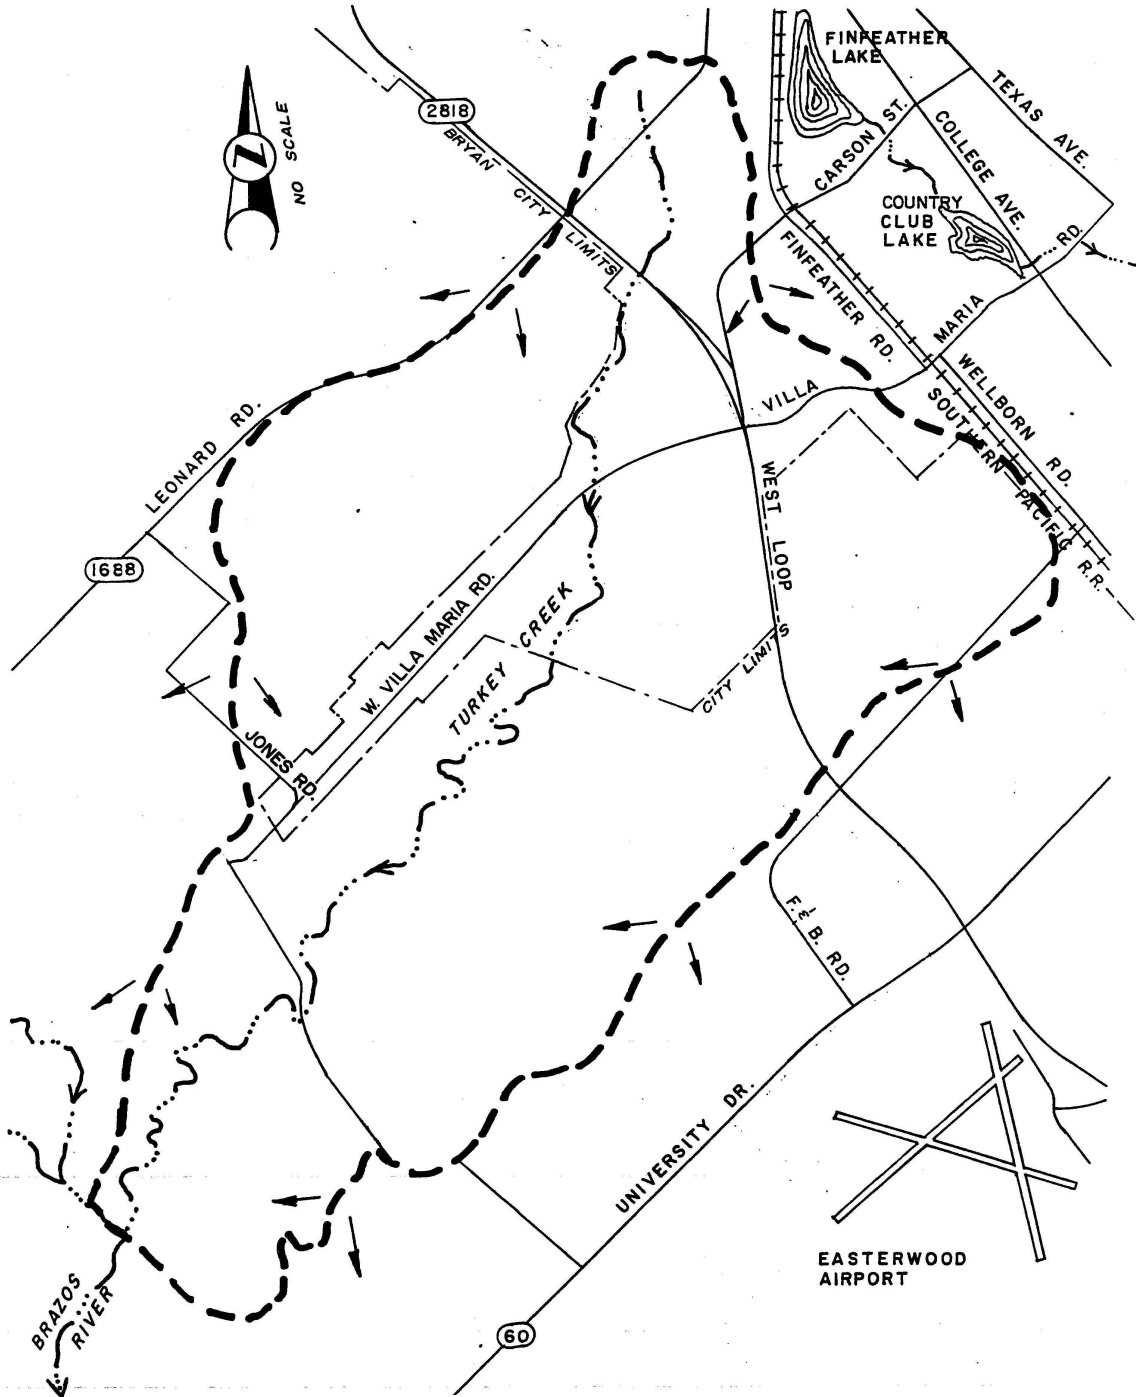 FINFEATHER
LAKE
TEXAS AVE.
2818
CARSON ST.
COLLEGE AVE.
N
NO SCALE
BRYAN CITY LIMITS
COUNTRY
CLUB
LAKE
RD.
FINFEATHER RD.
MARIA
VILLA
WELLBORN RD.
SOUTHERN PACIFIC R.R.
LEONARD RD.
WEST LOOP
1688
W. VILLA MARIA RD.
TURKEY CREEK
CITY LIMITS
JONES RD.
F. & B. RD.
UNIVERSITY DR.
EASTERWOOD
AIRPORT
BRAZOS
RIVER
60